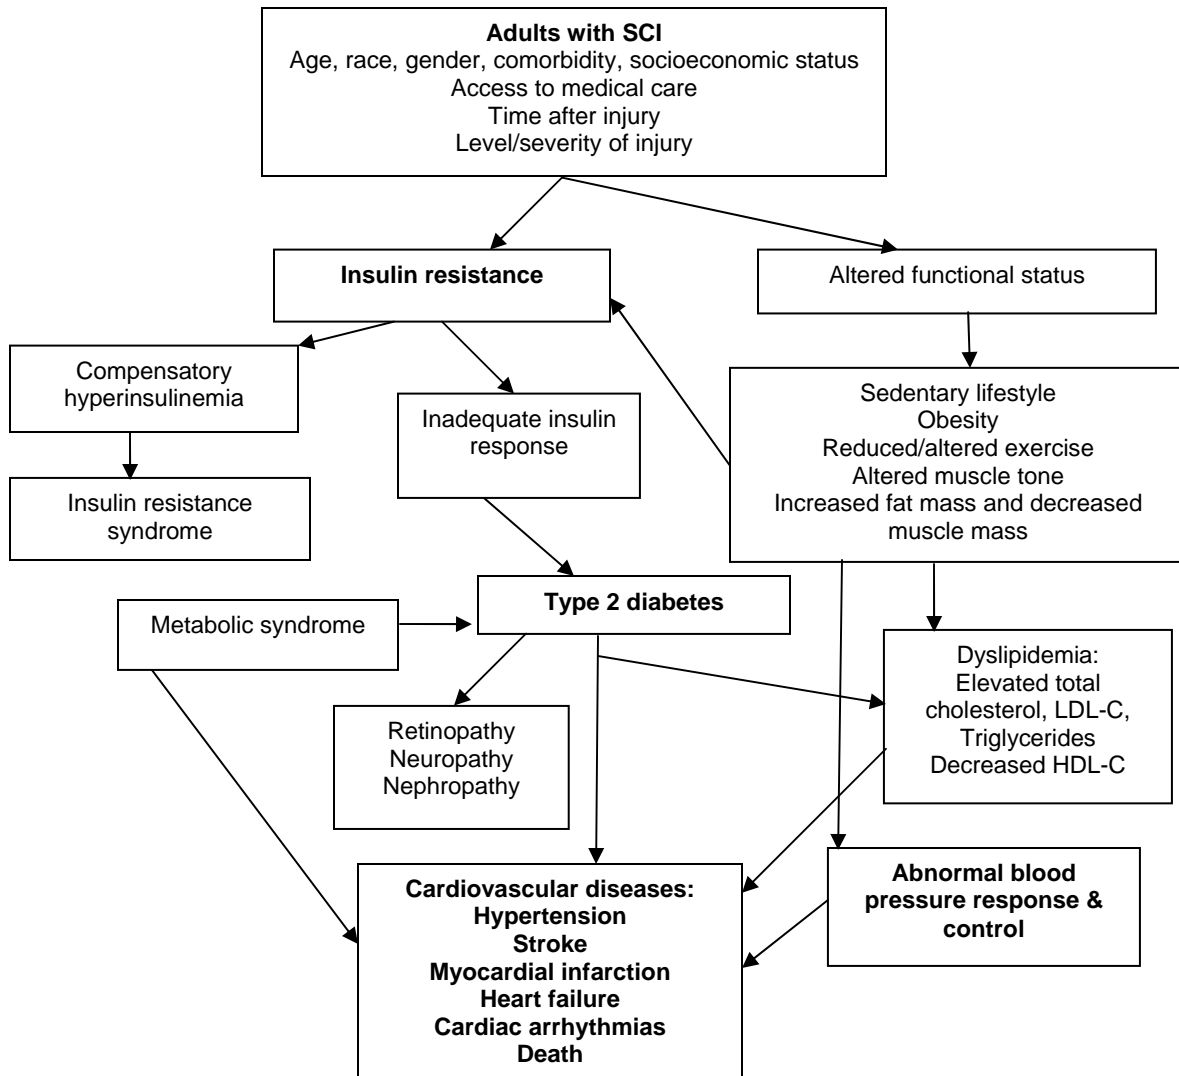 Adults with SCI
Age, race, gender, comorbidity, socioeconomic status
Access to medical care
Time after injury
Level/severity of injury
Insulin resistance
Altered functional status
Compensatory
hyperinsulinemia
Inadequate insulin
response
Sedentary lifestyle
Obesity
Reduced/altered exercise
Altered muscle tone
Increased fat mass and decreased
muscle mass
Insulin resistance
syndrome
Type 2 diabetes
Metabolic syndrome
Dyslipidemia:
Elevated total
cholesterol, LDL-C,
Triglycerides
Decreased HDL-C
Retinopathy
Neuropathy
Nephropathy
Cardiovascular diseases:
Hypertension
Stroke
Myocardial infarction
Heart failure
Cardiac arrhythmias
Death
Abnormal blood
pressure response &
control